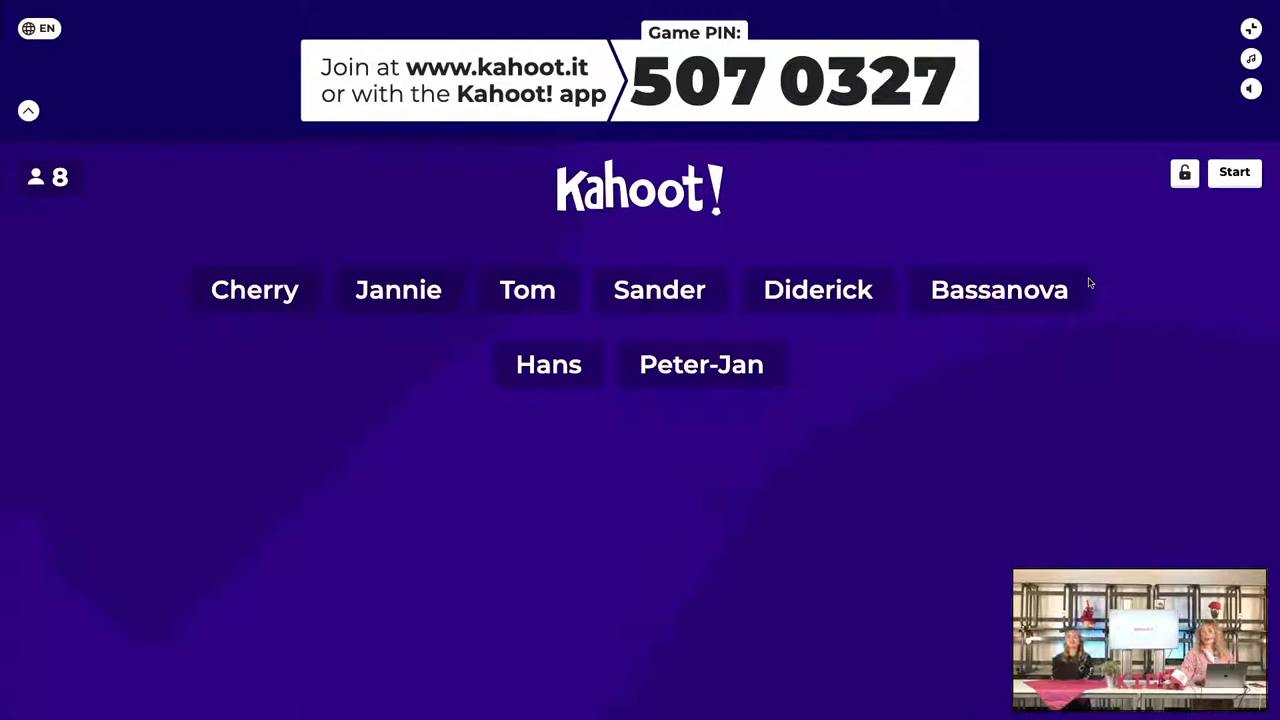 EN
Game PIN:
Join at www.kahoot.it
or with the Kahoot! app
507 0327
8
Kahoot!
Start
Cherry Jannie Tom Sander Diderick Bassanova
Hans Peter-Jan